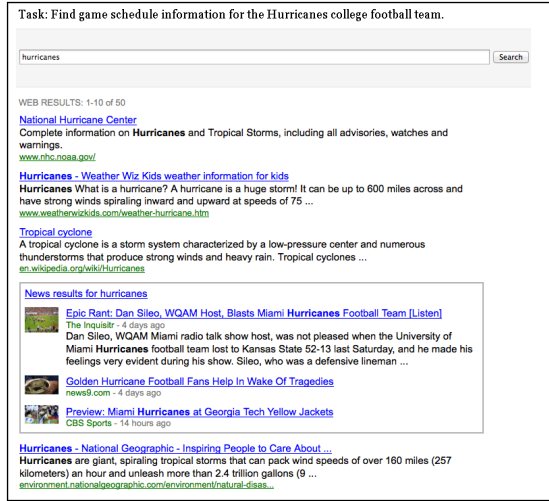 Task: Find game schedule information for the Hurricanes college football team.
hurricanes
Search
WEB RESULTS: 1-10 of 50
National Hurricane Center
Complete information on Hurricanes and Tropical Storms, including all advisories, watches and
warnings.
www.nhc.noaa.gov/
Hurricanes - Weather Wiz Kids weather information for kids
Hurricanes What is a hurricane? A hurricane is a huge storm! It can be up to 600 miles across and
have strong winds spiraling inward and upward at speeds of 75 ...
www.weatherwizkids.com/weather-hurricane.htm
Tropical cyclone
A tropical cyclone is a storm system characterized by a low-pressure center and numerous
thunderstorms that produce strong winds and heavy rain. Tropical cyclones ...
en.wikipedia.org/wiki/Hurricanes
News results for hurricanes
Epic Rant: Dan Sileo, WQAM Host, Blasts Miami Hurricanes Football Team [Listen]
The Inquisitr - 4 days ago
Dan Sileo, WQAM Miami radio talk show host, was not pleased when the University of
Miami Hurricanes football team lost to Kansas State 52-13 last Saturday, and he made his
feelings very evident during his show. Sileo, who was a defensive lineman ...
Golden Hurricane Football Fans Help In Wake Of Tragedies
news9.com - 4 days ago
Preview: Miami Hurricanes at Georgia Tech Yellow Jackets
CBS Sports - 14 hours ago
Hurricanes - National Geographic - Inspiring People to Care About ...
Hurricanes are giant, spiraling tropical storms that can pack wind speeds of over 160 miles (257
kilometers) an hour and unleash more than 2.4 trillion gallons (9 ...
environment.nationalgeographic.com/environment/natural-disas...